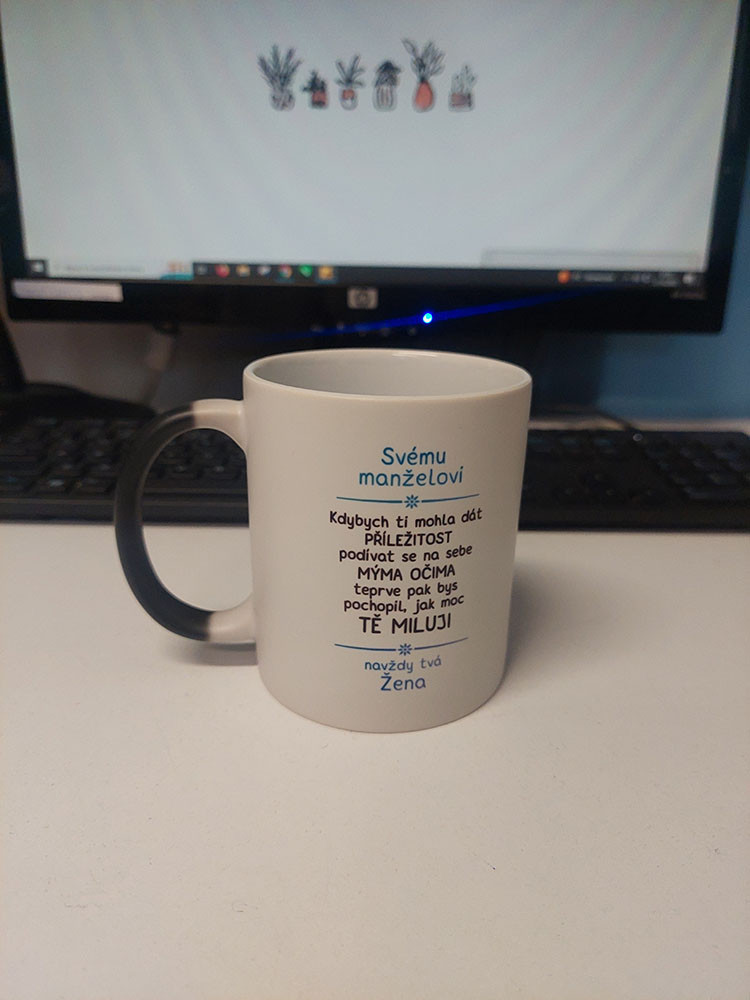 hp
Svému
manželovi
Kdybych ti mohla dát
PŘÍLEŽITOST
podívat se na sebe
MÝMA OČIMA
teprve pak bys
pochopil, jak moc
TĚ MILUJI
navždy tvá
Žena